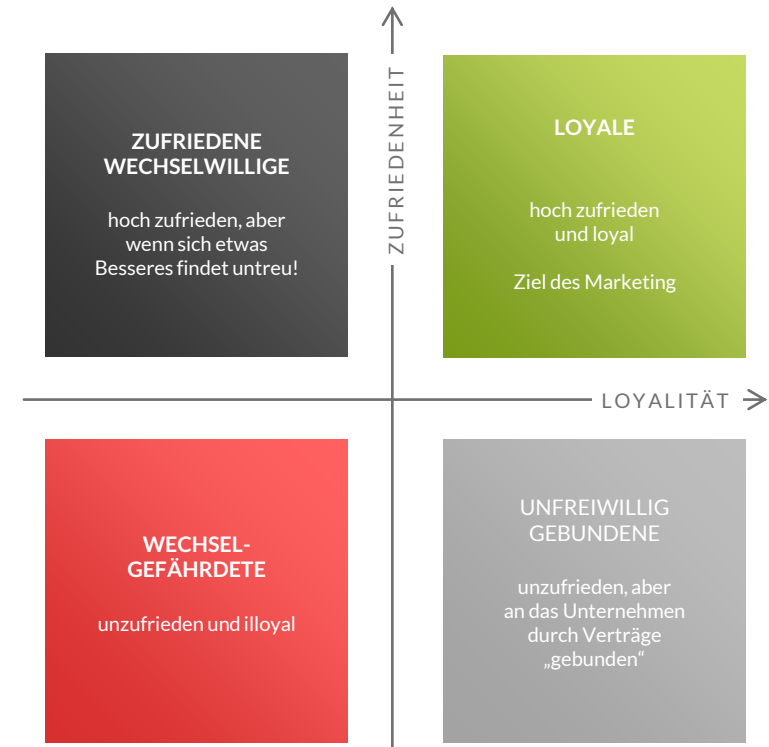 ZUFRIEDENHEIT
ZUFRIEDENE
WECHSELWILLIGE
hoch zufrieden, aber
wenn sich etwas
Besseres findet untreu!
LOYALE
hoch zufrieden
und loyal
Ziel des Marketing
LOYALITÄT
WECHSEL-
GEFÄHRDETE
unzufrieden und illoyal
UNFREIWILLIG
GEBUNDENE
unzufrieden, aber
an das Unternehmen
durch Verträge
„gebunden“